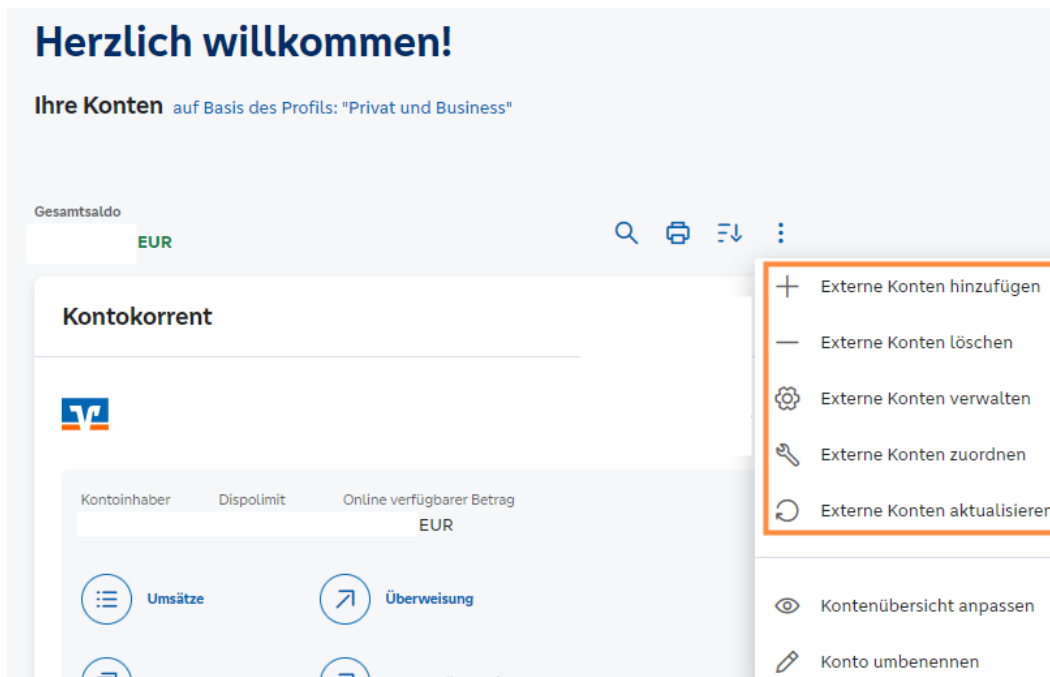 Herzlich willkommen!
Ihre Konten auf Basis des Profils: "Privat und Business"
Gesamtsaldo
EUR
Kontokorrent
Kontoinhaber Dispolimit Online verfügbarer Betrag
EUR
Umsätze Überweisung
Externe Konten hinzufügen
Externe Konten löschen
Externe Konten verwalten
Externe Konten zuordnen
Externe Konten aktualisieren
Kontenübersicht anpassen
Konto umbenennen